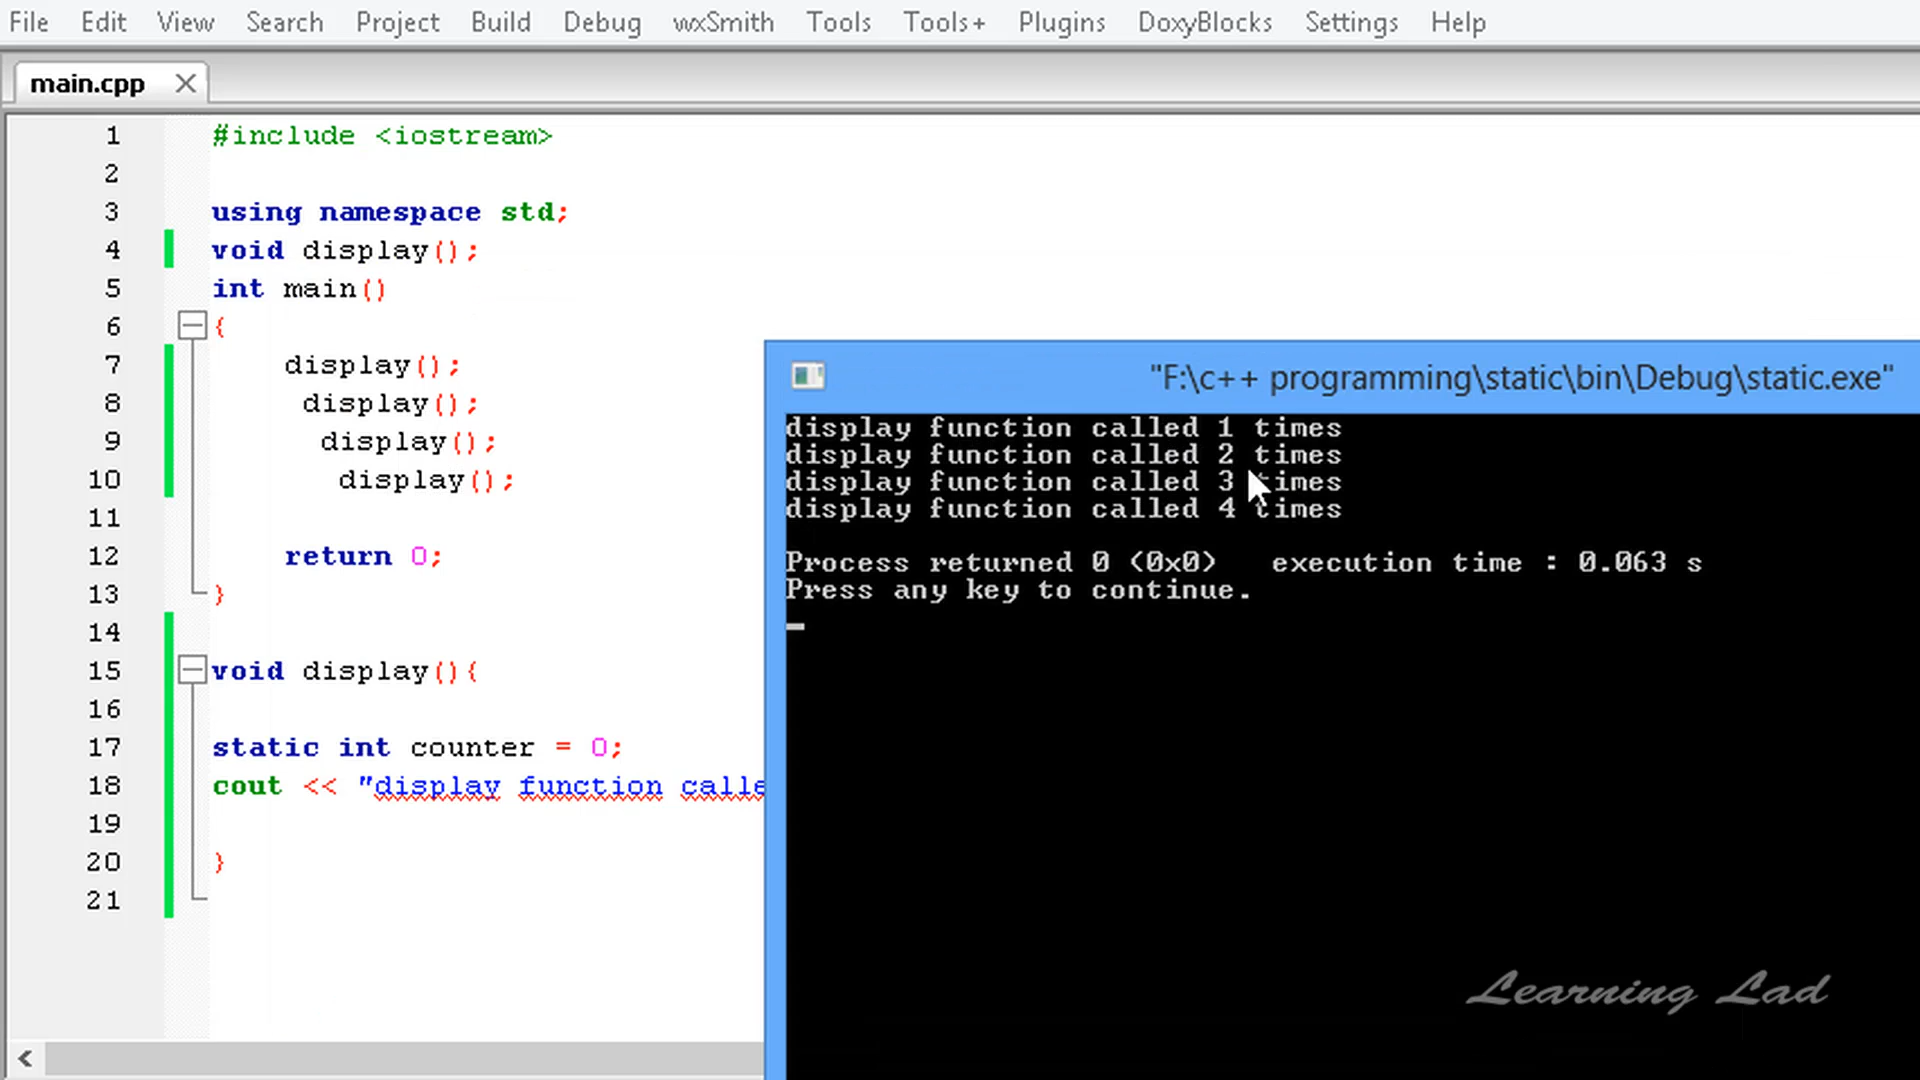 File Edit View Search Project Build Debug wxSmith Tools Tools+ Plugins DoxyBlocks Settings Help
main.cpp
1 #include <iostream>
2
3 using namespace std;
4 void display();
5 int main()
6 {
7 display();
8 display();
9 display();
10 display();
11
12 return 0;
13 }
14
15 void display(){
16
17 static int counter = 0;
18 cout << "display function calle
19
20 }
21
"F:\c++ programming\static\bin\Debug\static.exe"
display function called 1 times
display function called 2 times
display function called 3 times
display function called 4 times
Process returned 0 (0x0) execution time : 0.063 s
Press any key to continue.
Learning Lad